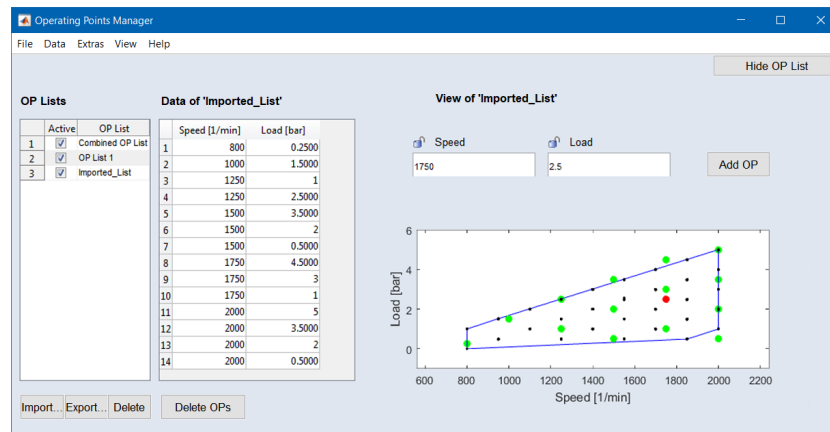 Operating Points Manager
File Data Extras View Help
Hide OP List
OP Lists
Data of 'Imported_List'
View of 'Imported_List'
Active OP List
1 Combined OP List
2 OP List 1
3 Imported_List
Speed [1/min] Load [bar]
1 800 0.2500
2 1000 1.5000
3 1250 1
4 1250 2.5000
5 1500 3.5000
6 1500 2
7 1500 0.5000
8 1750 4.5000
9 1750 3
10 1750 1
11 2000 5
12 2000 3.5000
13 2000 2
14 2000 0.5000
Speed Load
1750 2.5 Add OP
6
4
2
0
Load [bar]
600 800 1000 1200 1400 1600 1800 2000 2200
Speed [1/min]
Import... Export... Delete Delete OPs